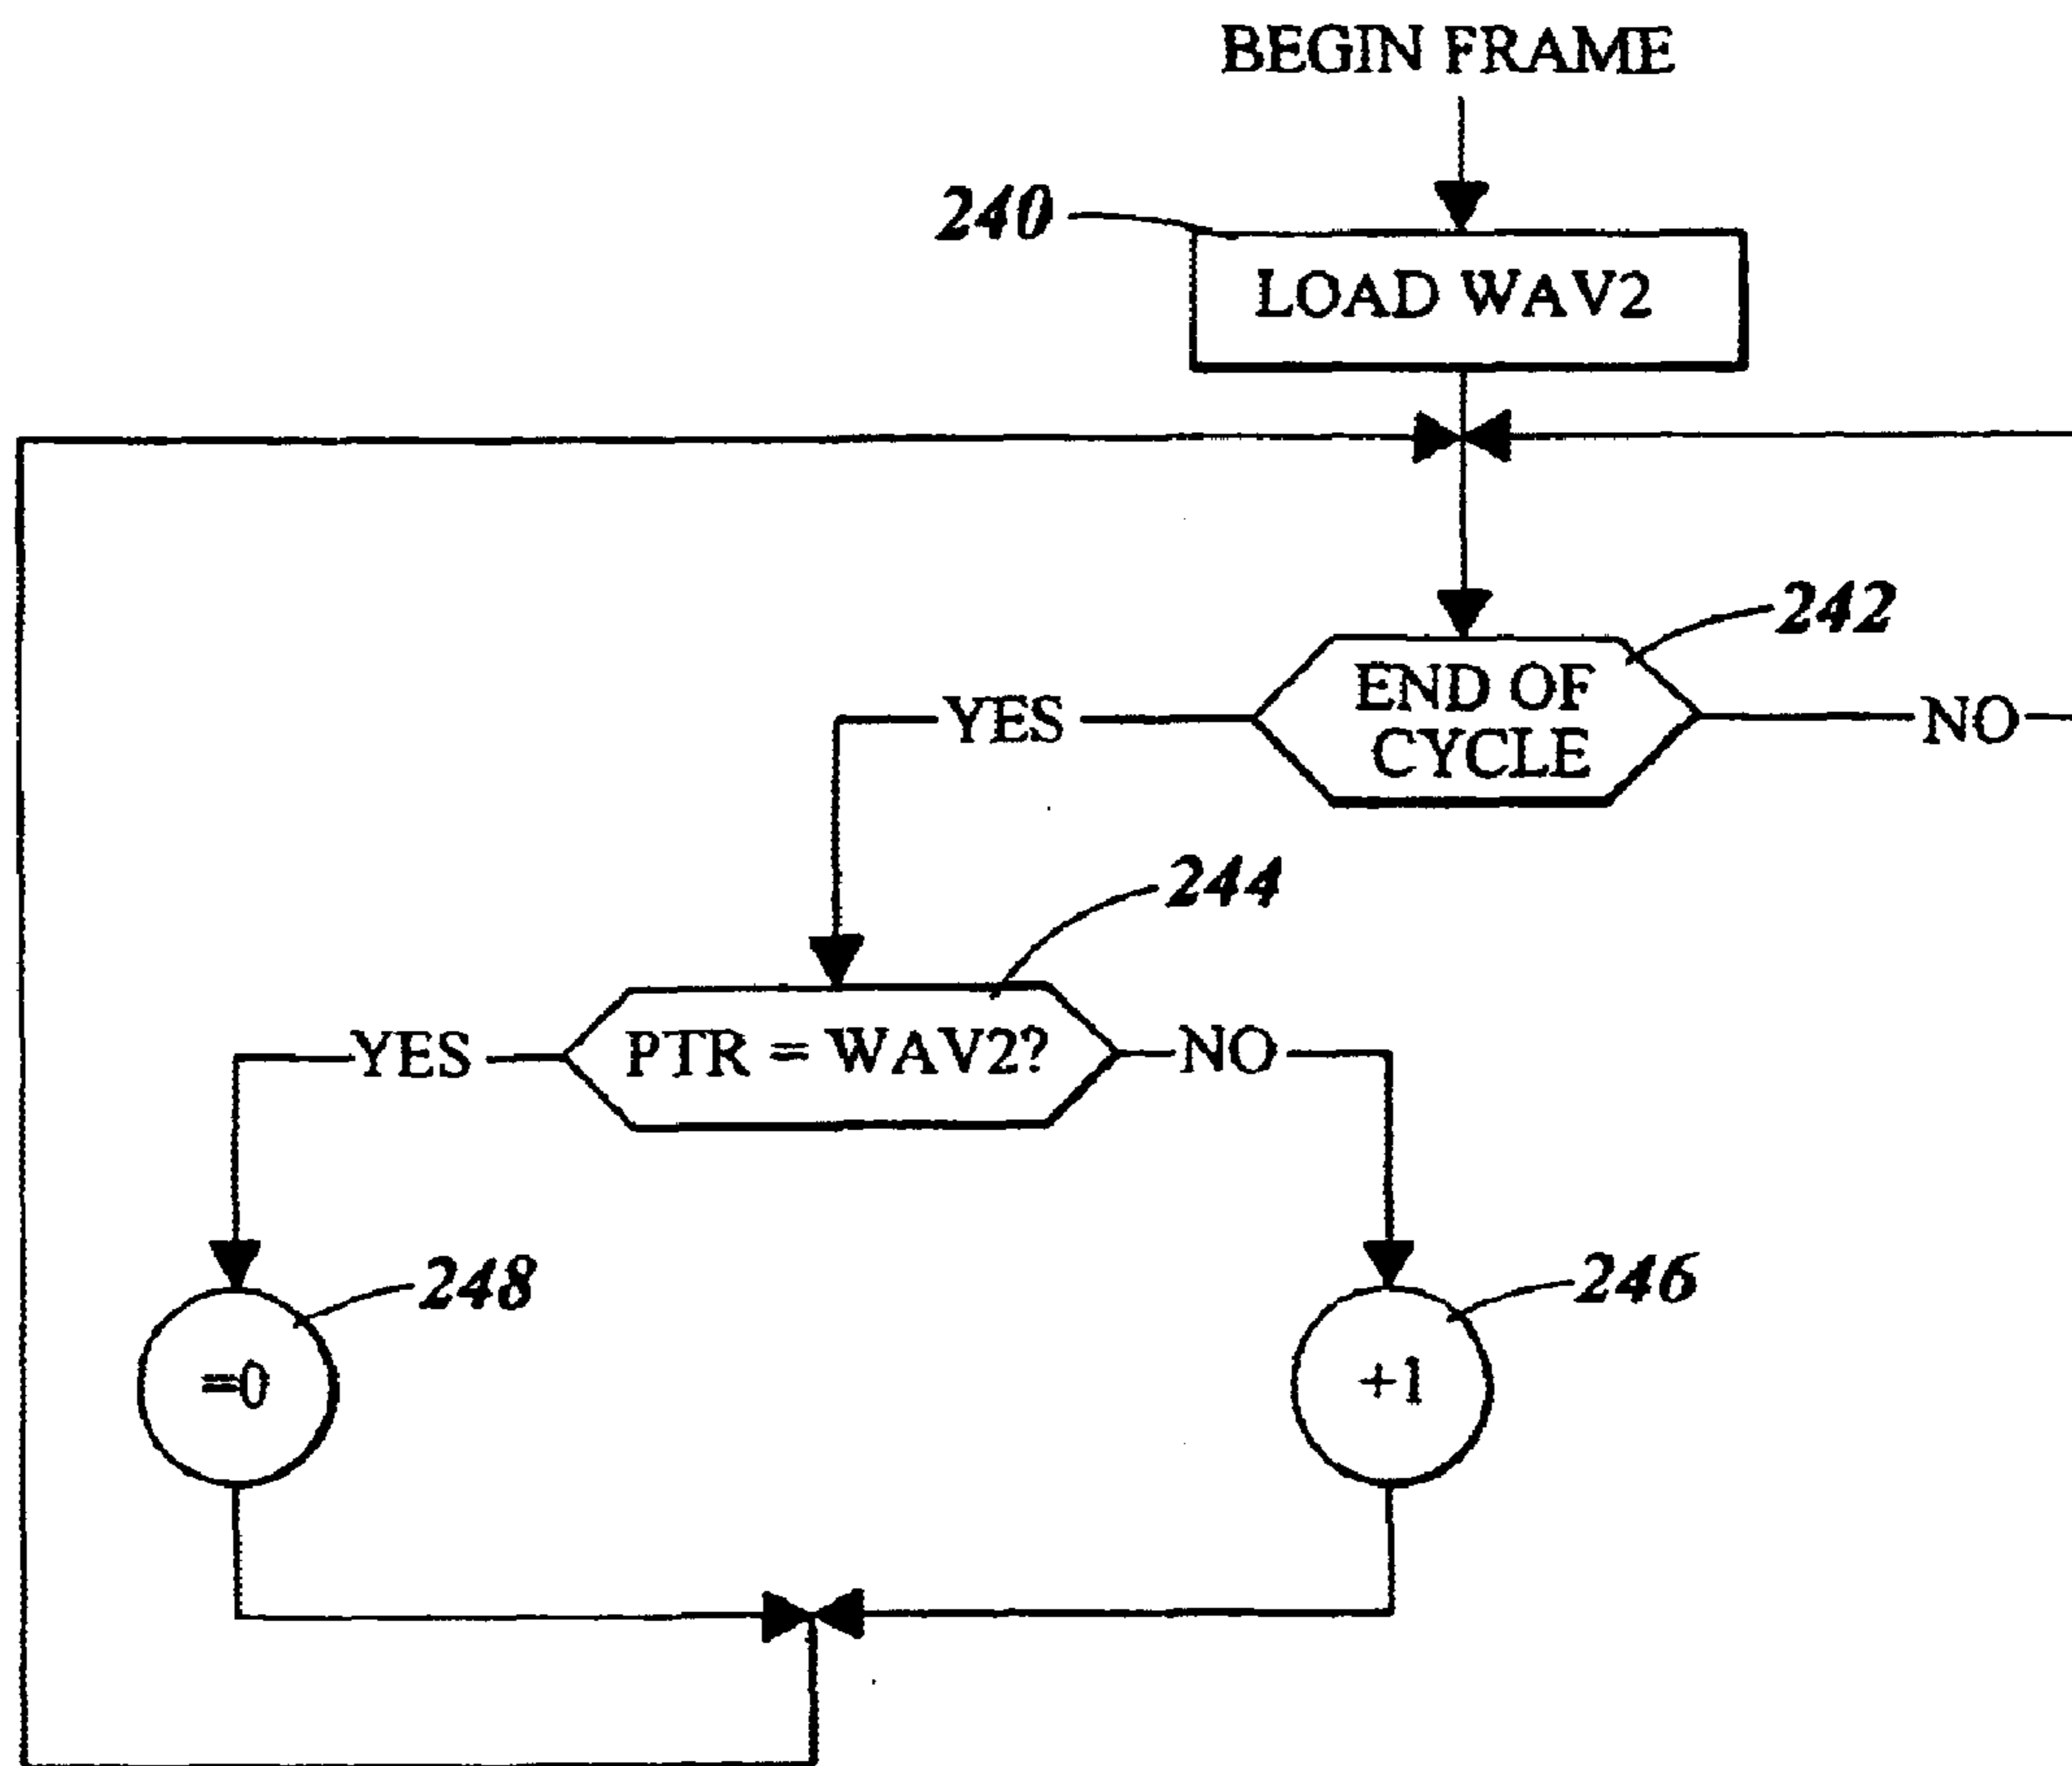 BEGIN FRAME
240
LOAD WAV2
242
END OF
CYCLE
YES
NO
244
PTR = WAV2?
YES
NO
248
=0
246
+1